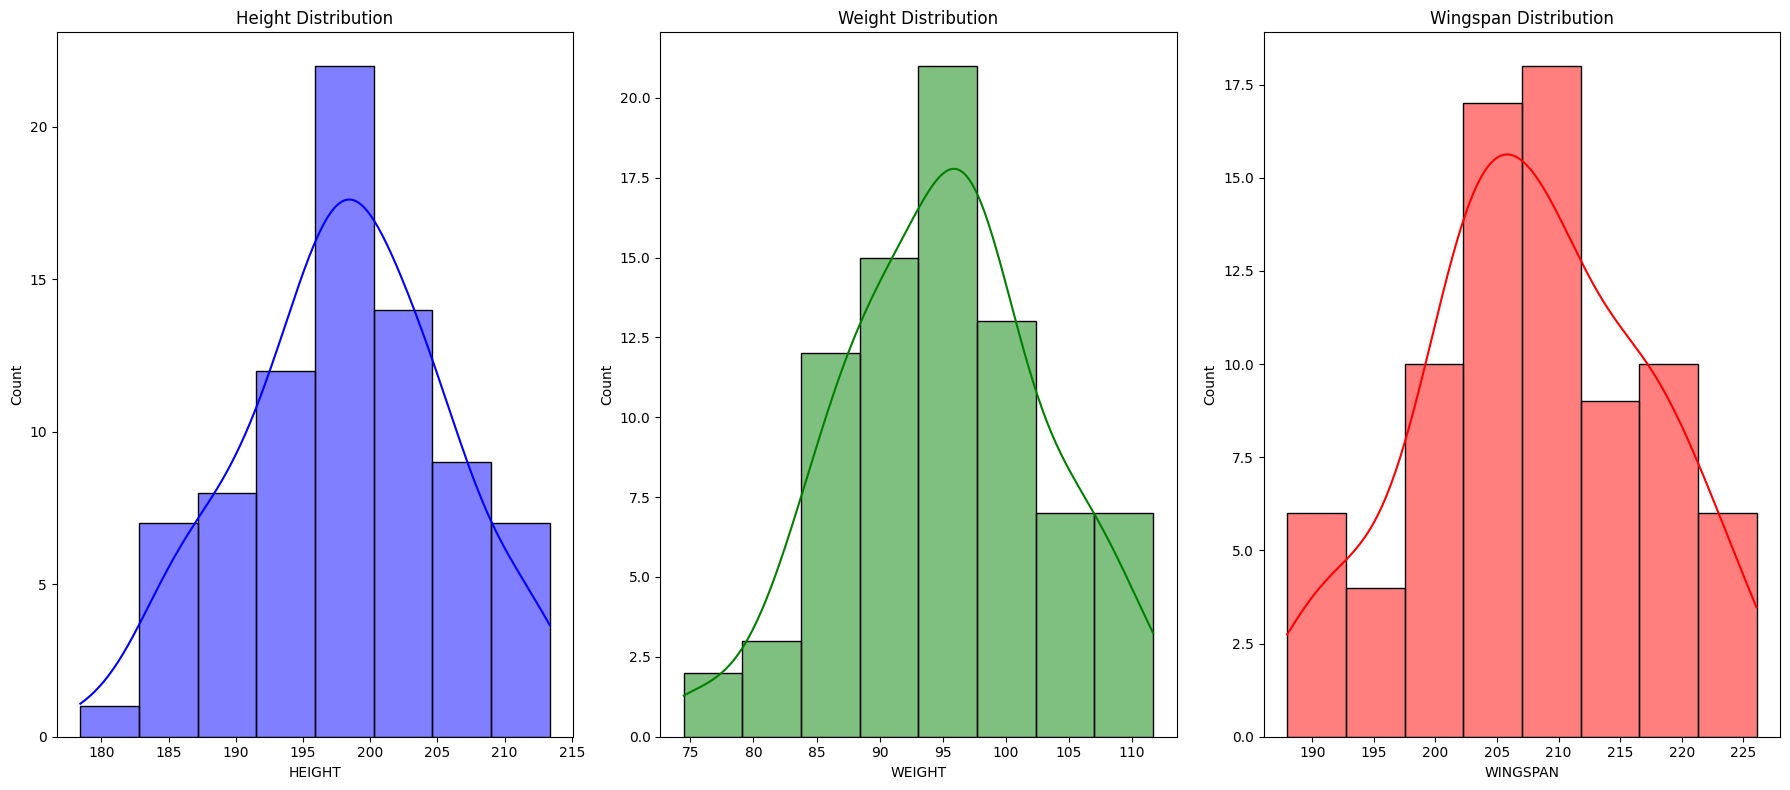 Height Distribution
Count
20
15
10
5
0
180 185 190 195 200 205 210 215
HEIGHT
Weight Distribution
Count
20.0
17.5
15.0
12.5
10.0
7.5
5.0
2.5
0.0
75 80 85 90 95 100 105 110
WEIGHT
Wingspan Distribution
Count
17.5
15.0
12.5
10.0
7.5
5.0
2.5
0.0
190 195 200 205 210 215 220 225
WINGSPAN